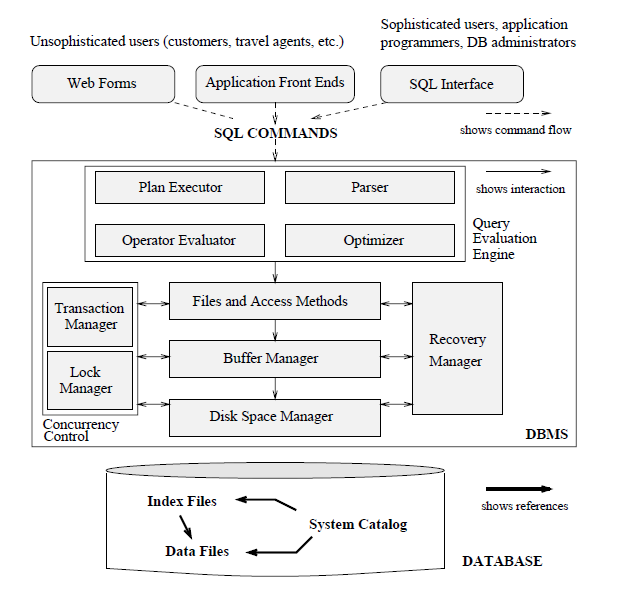 Unsophisticated users (customers, travel agents, etc.)
Sophisticated users, application
programmers, DB administrators
Web Forms
Application Front Ends
SQL Interface
SQL COMMANDS
shows command flow
Plan Executor
Parser
shows interaction
Operator Evaluator
Optimizer
Query
Evaluation
Engine
Transaction
Manager
Files and Access Methods
Recovery
Manager
Buffer Manager
Lock
Manager
Disk Space Manager
Concurrency
Control
DBMS
Index Files
System Catalog
Data Files
shows references
DATABASE